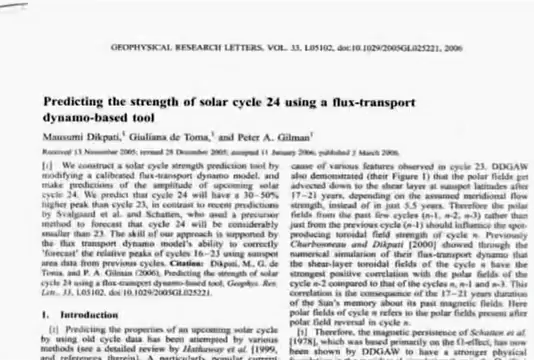 GEOPHYSICAL RESEARCH LETTERS, VOL. 33, L05102, doi:10.1029/2005GL025221, 2006
Predicting the strength of solar cycle 24 using a flux-transport
dynamo-based tool
Mausumi Dikpati,¹ Giuliana de Toma,¹ and Peter A. Gilman¹
Received 13 November 2005; revised 28 December 2005; accepted 11 January 2006; published 3 March 2006.
[1] We construct a solar cycle strength prediction tool by
modifying a calibrated flux-transport dynamo model, and
make predictions of the amplitude of upcoming solar
cycle 24. We predict that cycle 24 will have a 30–50%
higher peak than cycle 23, in contrast to recent predictions
by Svalgaard et al. and Schatten, who used a precursor
method to forecast that cycle 24 will be considerably
smaller than 23. The skill of our approach is supported by
the flux transport dynamo model's ability to correctly
'forecast' the relative peaks of cycles 16–23 using sunspot
area data from previous cycles. Citation: Dikpati, M., G. de
Toma, and P. A. Gilman (2006), Predicting the strength of solar
cycle 24 using a flux-transport dynamo-based tool, Geophys. Res.
Lett., 33, L05102, doi:10.1029/2005GL025221.
1. Introduction
[2] Predicting the properties of an upcoming solar cycle
by using old cycle data has been attempted by various
methods (see a detailed review by Hathaway et al. [1999,
and references therein]. A particularly popular current
cause of various features observed in cycle 23. DDGAW
also demonstrated (their Figure 1) that the polar fields get
advected down to the shear layer at sunspot latitudes after
17–21 years, depending on the assumed meridional flow
strength, instead of in just 5.5 years. Therefore the polar
fields from the past few cycles (n-1, n-2, n-3) rather than
just from the previous cycle (n-1) should influence the spot-
producing toroidal field strength of cycle n. Previously
Charbonneau and Dikpati [2000] showed through the
numerical simulation of their flux-transport dynamo that
the shear-layer toroidal fields of the cycle n have the
strongest positive correlation with the polar fields of the
cycle n-2 compared to that of the cycles n, n-1 and n-3. This
correlation is the consequence of the 17–21 years duration
of the Sun's memory about its past magnetic fields. Here
polar fields of cycle n refers to the polar fields present after
polar field reversal in cycle n.
[5] Therefore, the magnetic persistence of Schatten et al.
[1978], which was based primarily on the Ω-effect, has now
been shown by DDGAW to have a stronger physical